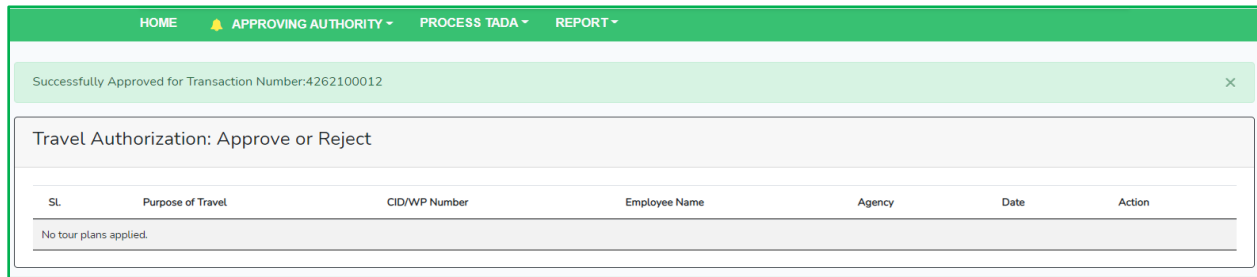 HOME APPROVING AUTHORITY PROCESS TADA REPORT
Successfully Approved for Transaction Number:4262100012 ×
Travel Authorization: Approve or Reject
Sl. Purpose of Travel CID/WP Number Employee Name Agency Date Action
No tour plans applied.